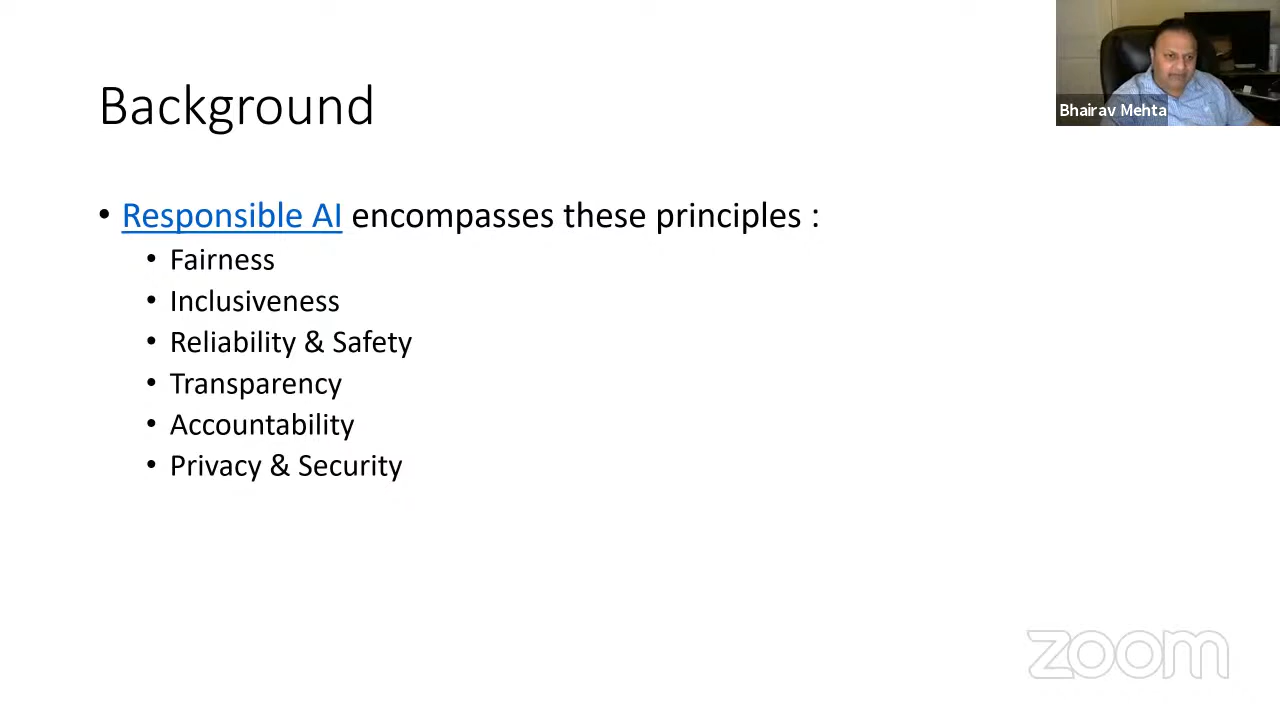 Background
Bhairav Mehta
• Responsible AI encompasses these principles :
• Fairness
• Inclusiveness
• Reliability & Safety
• Transparency
• Accountability
• Privacy & Security
zoom